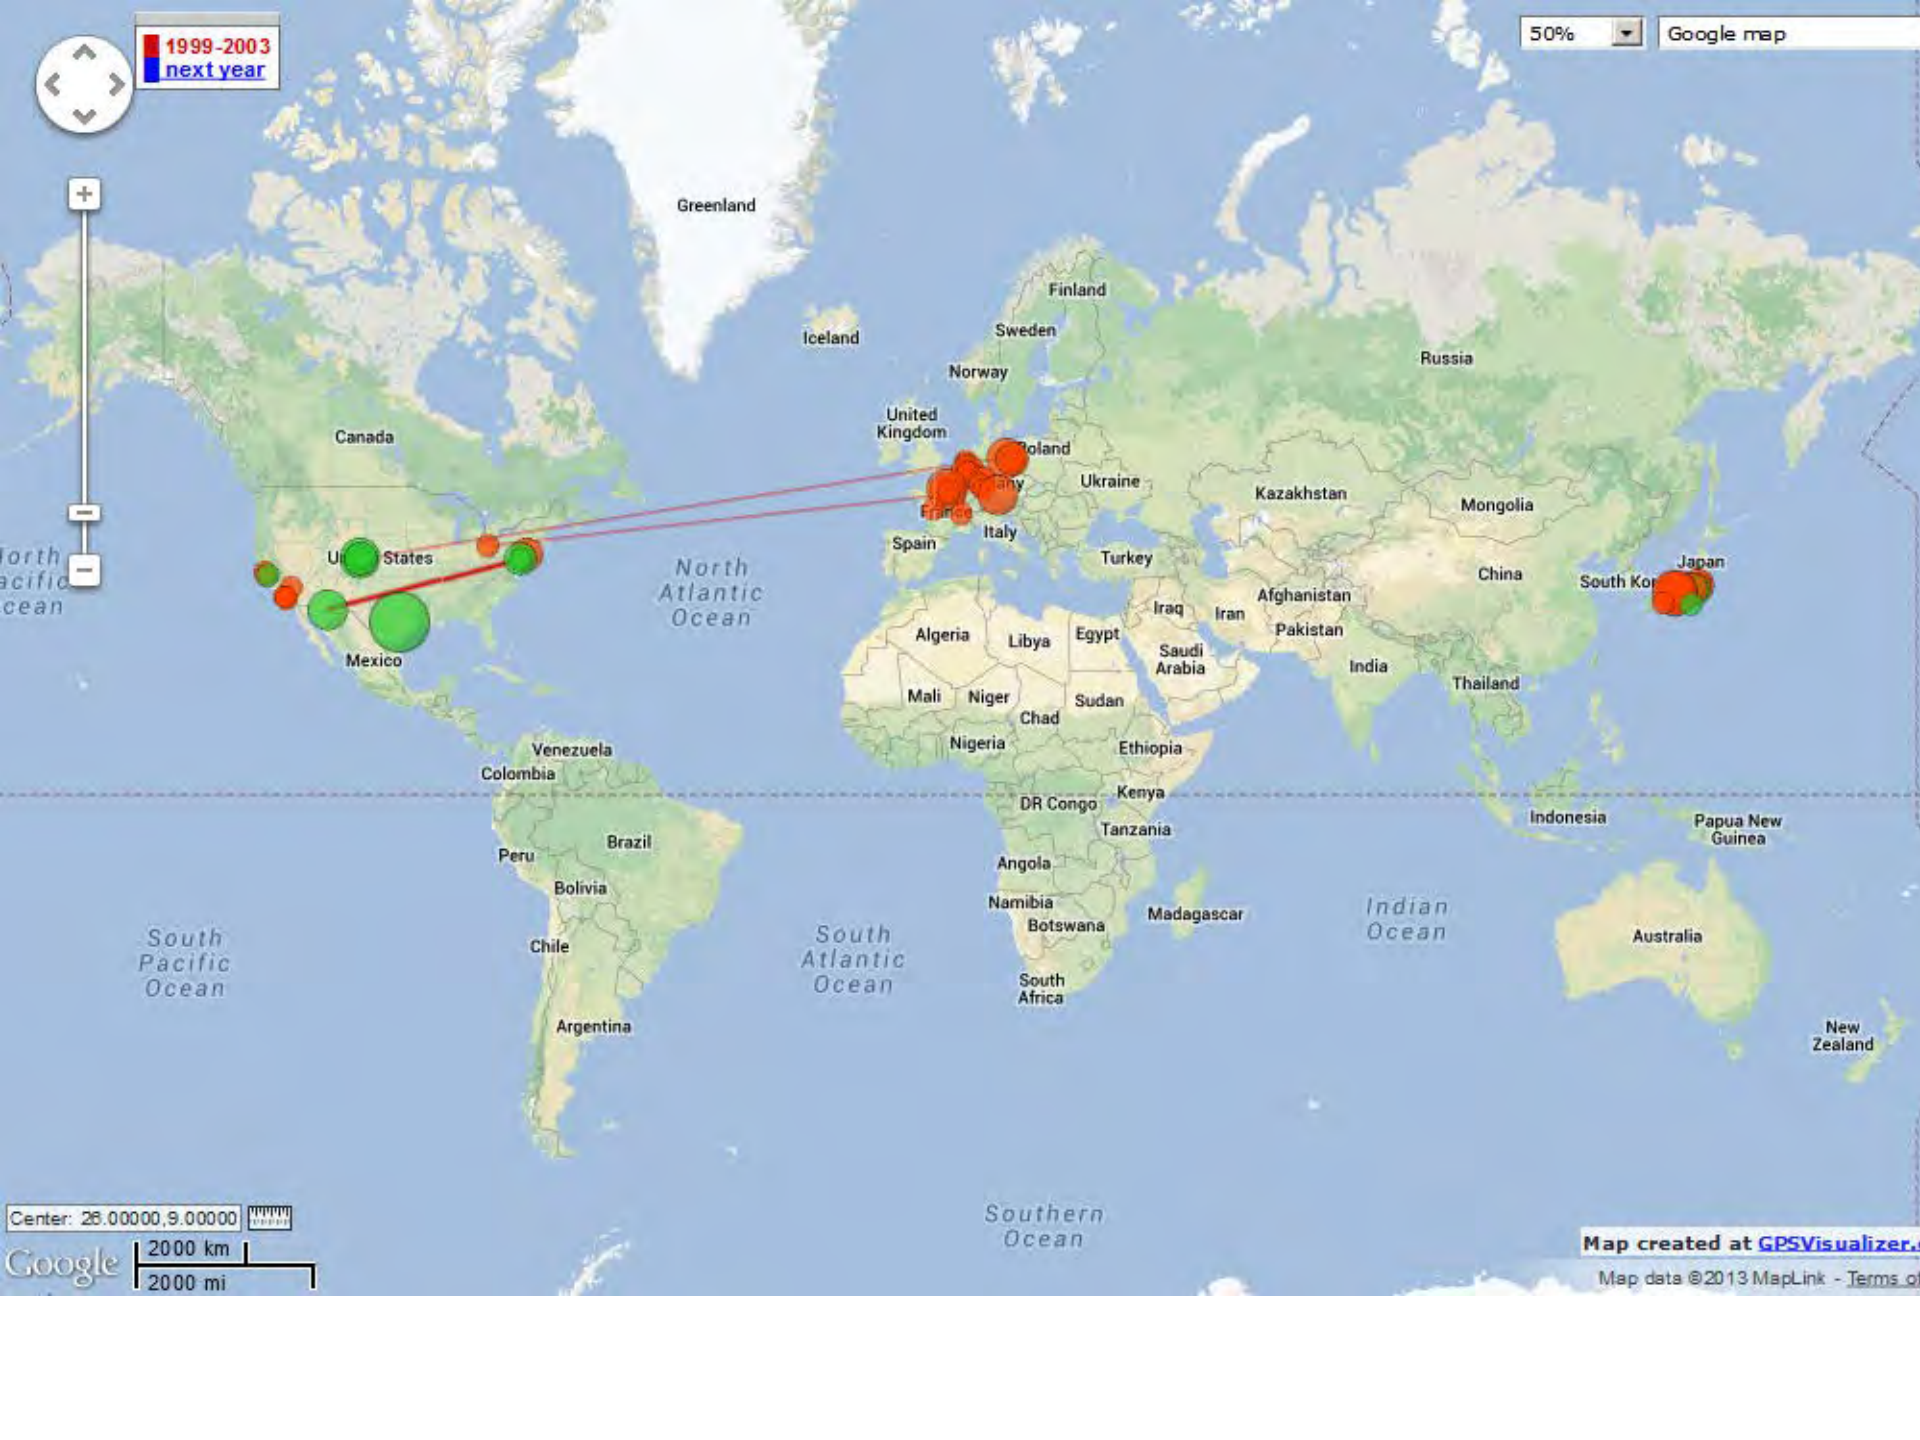 1999-2003
next year
50%
Google map
Greenland
Finland
Iceland
Sweden
Russia
Norway
United
Kingdom
Canada
Poland
Ukraine
Kazakhstan
Mongolia
France
Italy
Spain
States
Turkey
China
Japan
North
Atlantic
Ocean
South Kor
Afghanistan
Iraq
Iran
Pakistan
Algeria
Libya
Egypt
Saudi
Arabia
Mexico
India
Thailand
Mali
Niger
Sudan
Chad
Nigeria
Ethiopia
Venezuela
Colombia
Kenya
DR Congo
Tanzania
Indonesia
Papua New
Guinea
Brazil
Peru
Angola
Bolivia
Namibia
Botswana
Madagascar
Indian
Ocean
South
Pacific
Ocean
Chile
South
Atlantic
Ocean
Australia
South
Africa
Argentina
New
Zealand
Southern
Ocean
Center: 26.00000,9.00000
Google
2000 km
2000 mi
Map created at GPSVisualizer.
Map data ©2013 MapLink - Terms of